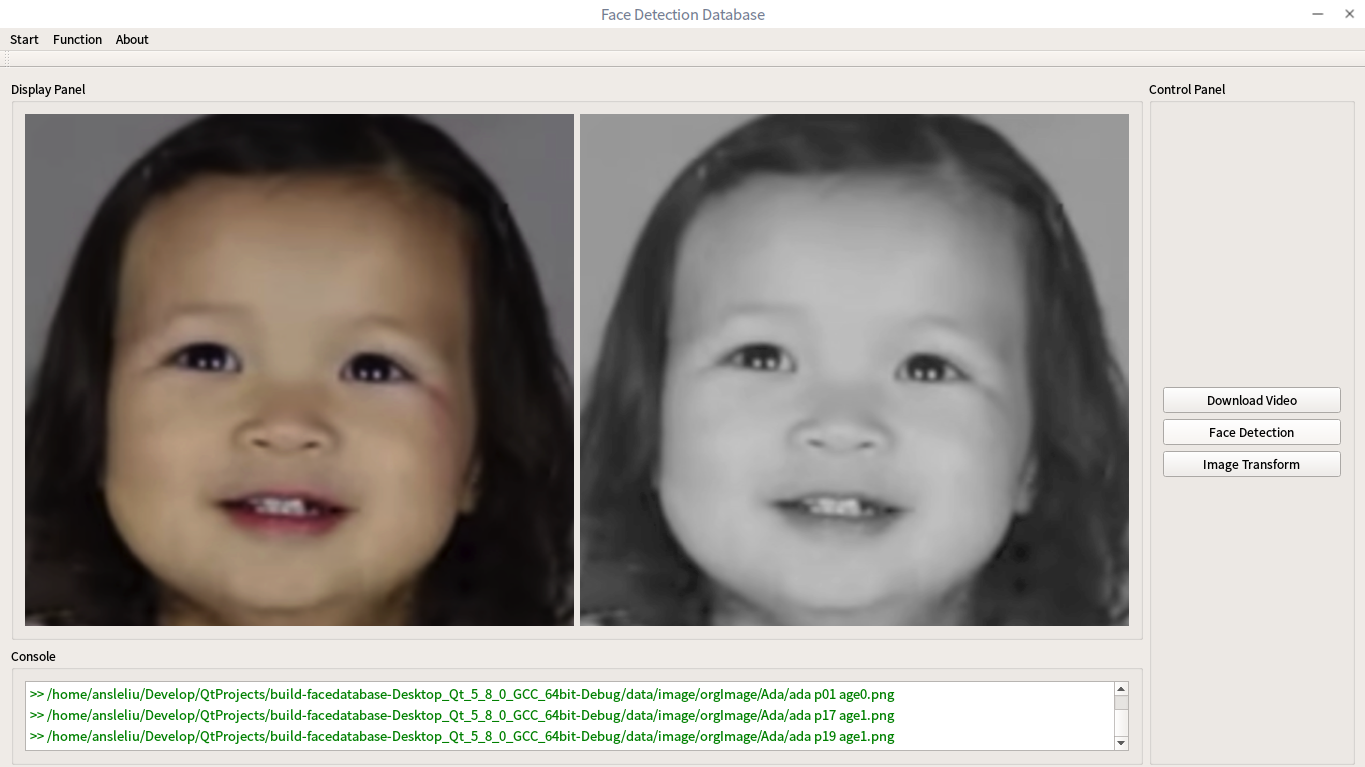 Face Detection Database
Start Function About
Display Panel
Control Panel
Download Video
Face Detection
Image Transform
Console
>> /home/ansleliu/Develop/QtProjects/build-facedatabase-Desktop_Qt_5_8_0_GCC_64bit-Debug/data/image/orgImage/Ada/ada p01 age0.png
>> /home/ansleliu/Develop/QtProjects/build-facedatabase-Desktop_Qt_5_8_0_GCC_64bit-Debug/data/image/orgImage/Ada/ada p17 age1.png
>> /home/ansleliu/Develop/QtProjects/build-facedatabase-Desktop_Qt_5_8_0_GCC_64bit-Debug/data/image/orgImage/Ada/ada p19 age1.png